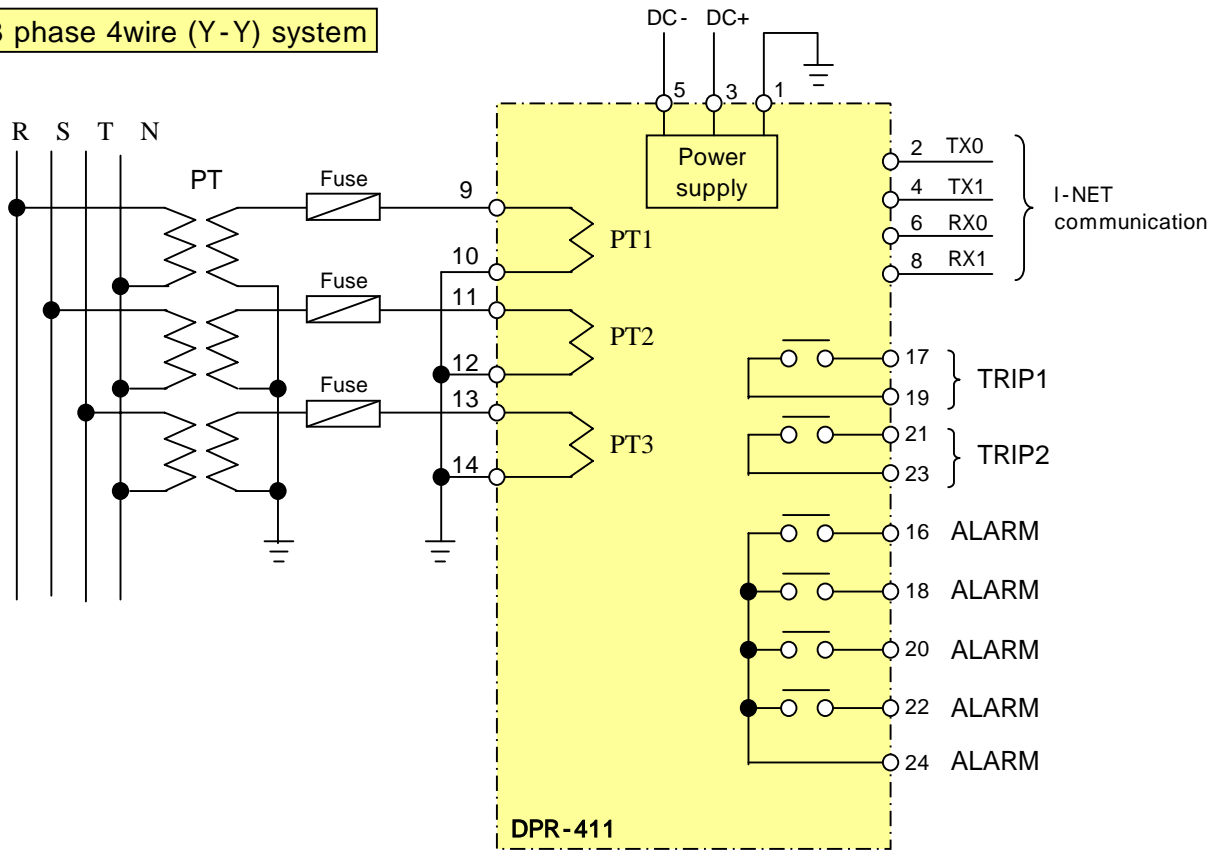 3 phase 4wire (Y-Y) system
DC- DC+
5 3 1
R S T N
PT
Fuse
9
10
PT1
Fuse
11
12
PT2
Fuse
13
14
PT3
Power
supply
2 TX0
4 TX1
6 RX0
8 RX1
I-NET
communication
17
19
TRIP1
21
23
TRIP2
16 ALARM
18 ALARM
20 ALARM
22 ALARM
24 ALARM
DPR-411